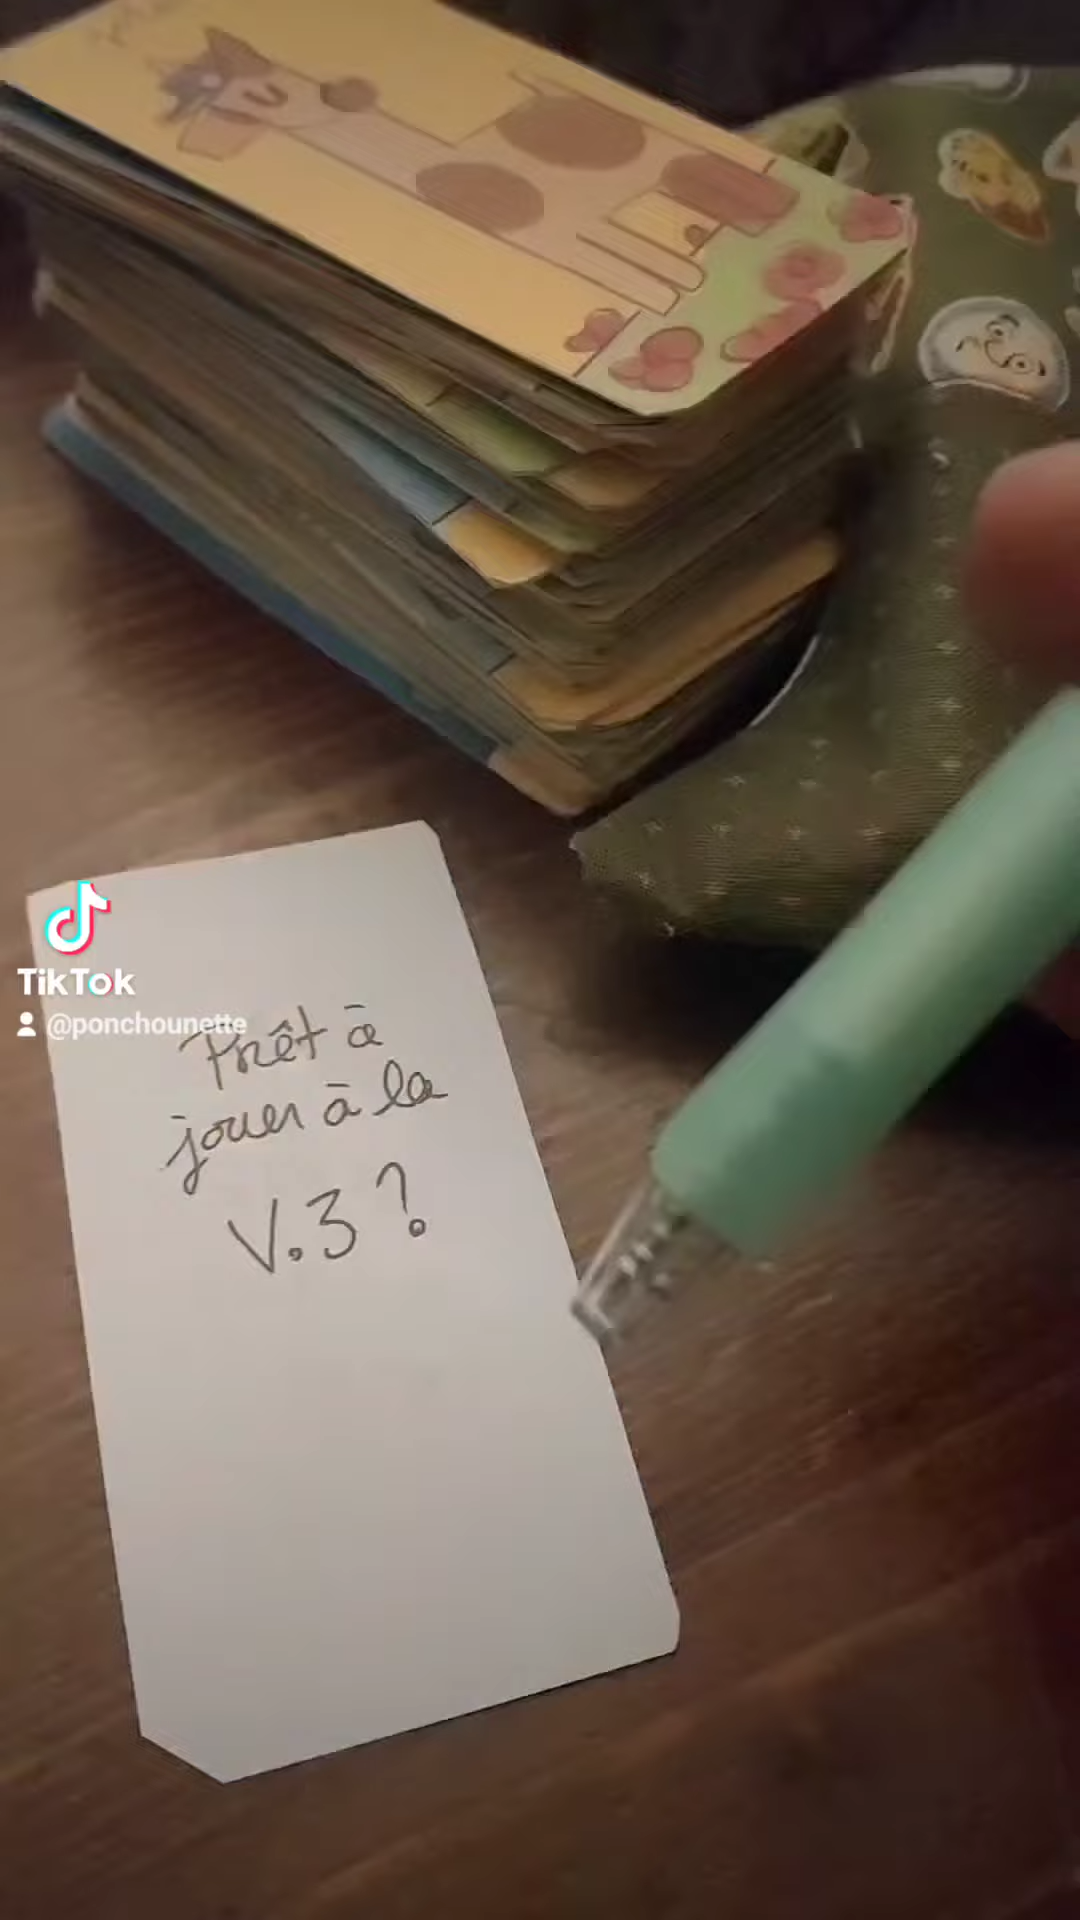 TikTok
@ponchounette
Prêt à
jouer à la
V.3 ?